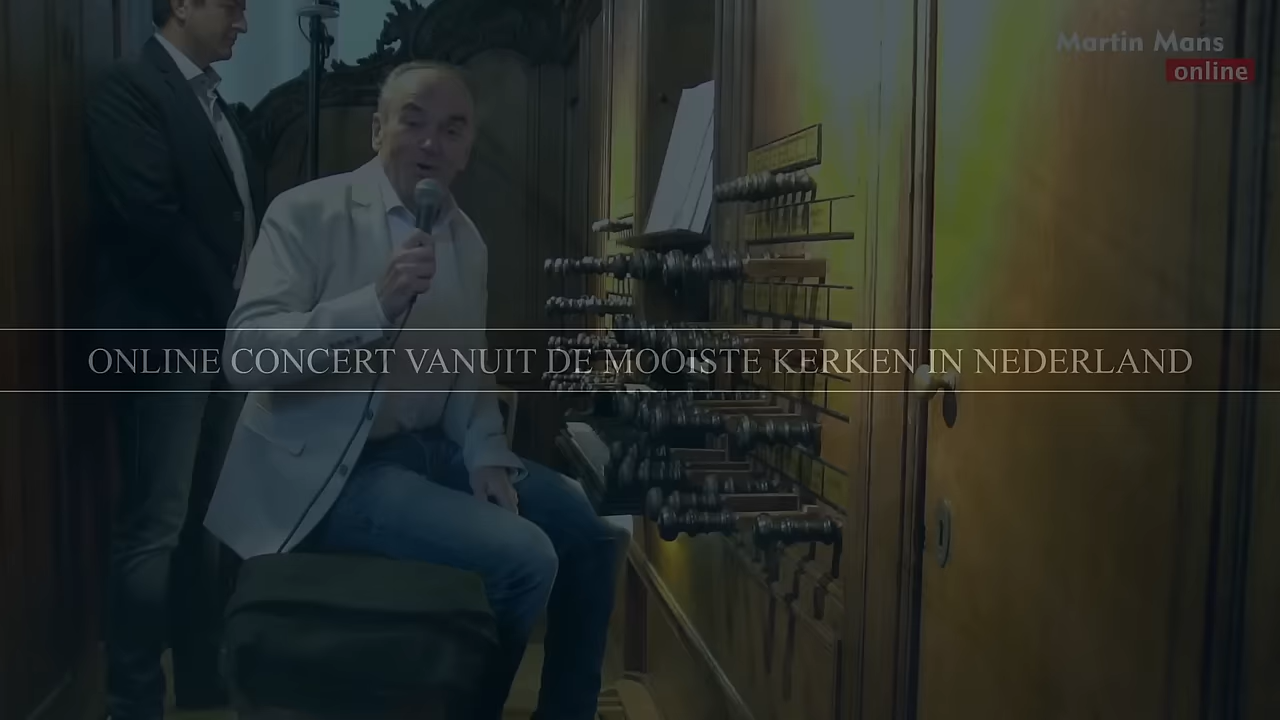 Martin Mans
online
ONLINE CONCERT VANUIT DE MOOISTE KERKEN IN NEDERLAND